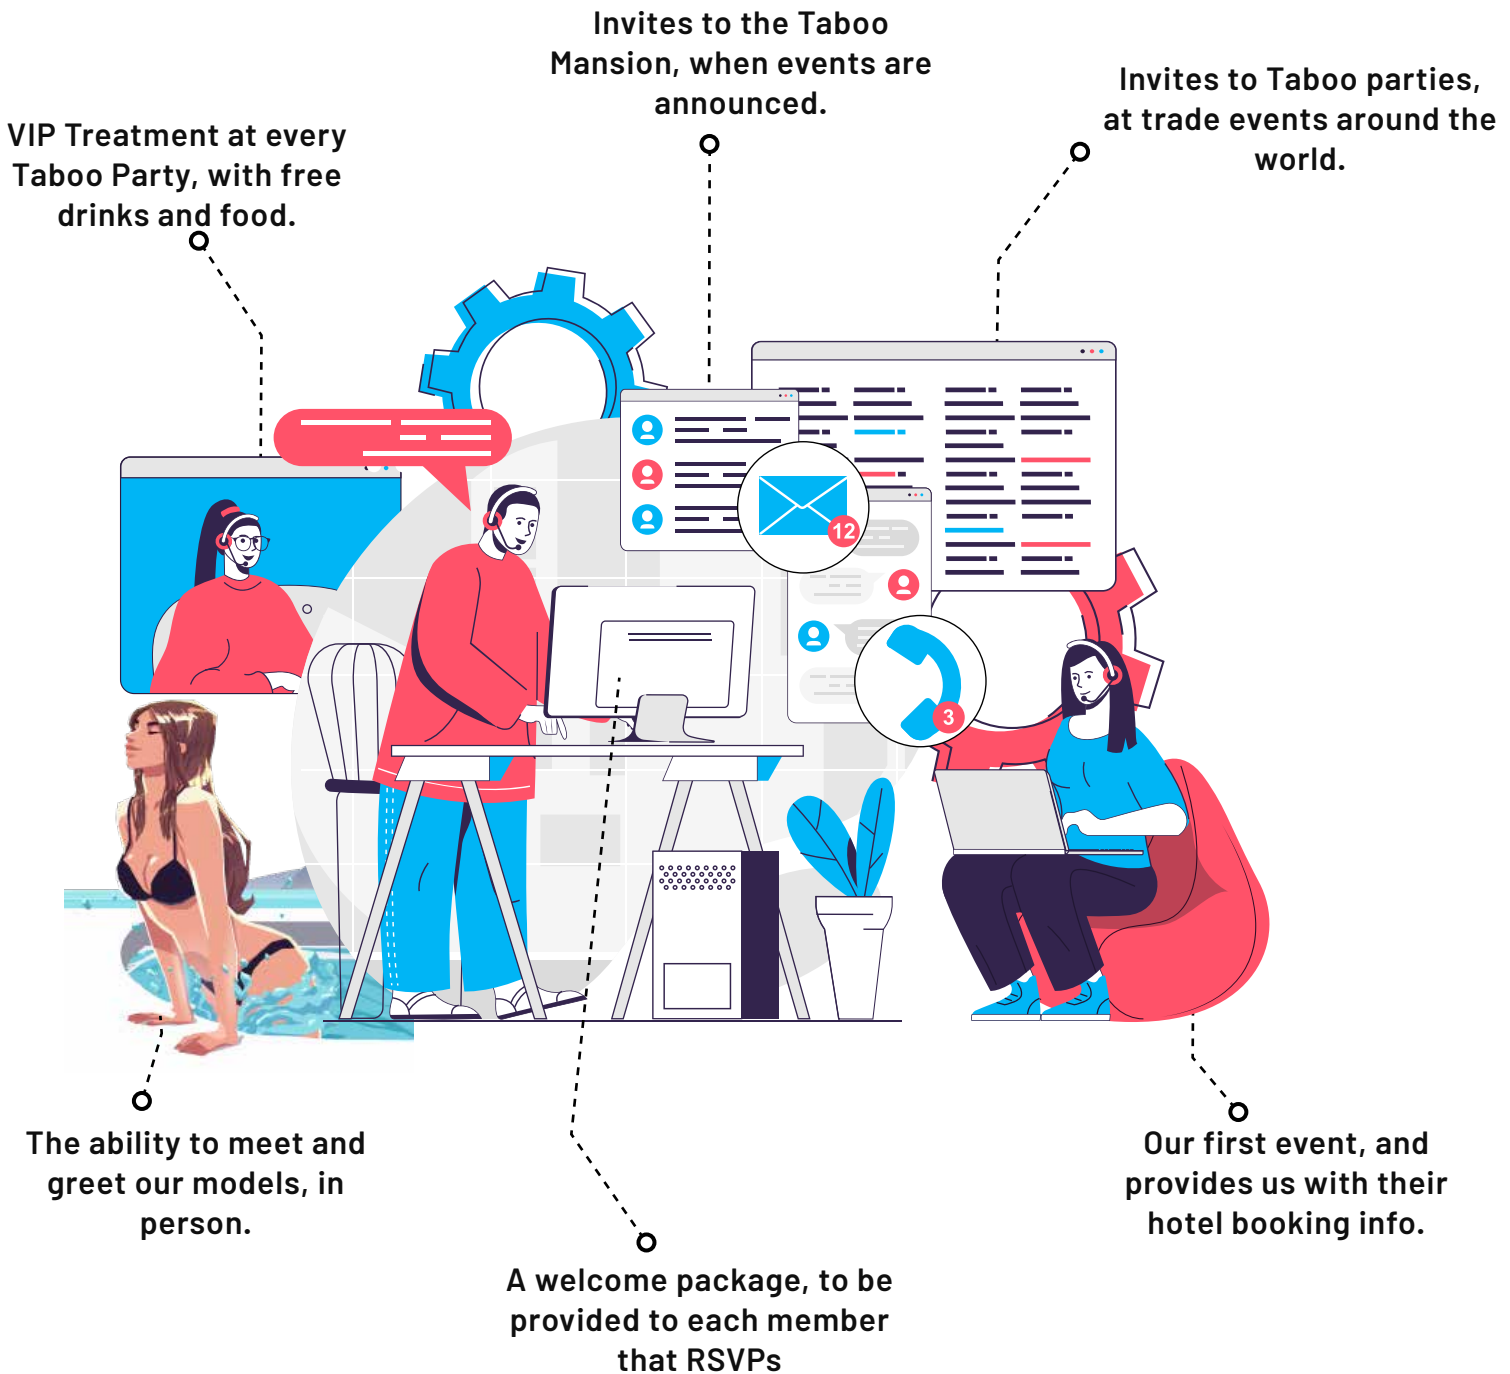 Invites to the Taboo
Mansion, when events are
announced.
Invites to Taboo parties,
at trade events around the
world.
VIP Treatment at every
Taboo Party, with free
drinks and food.
12
3
The ability to meet and
greet our models, in
person.
Our first event, and
provides us with their
hotel booking info.
A welcome package, to be
provided to each member
that RSVPs